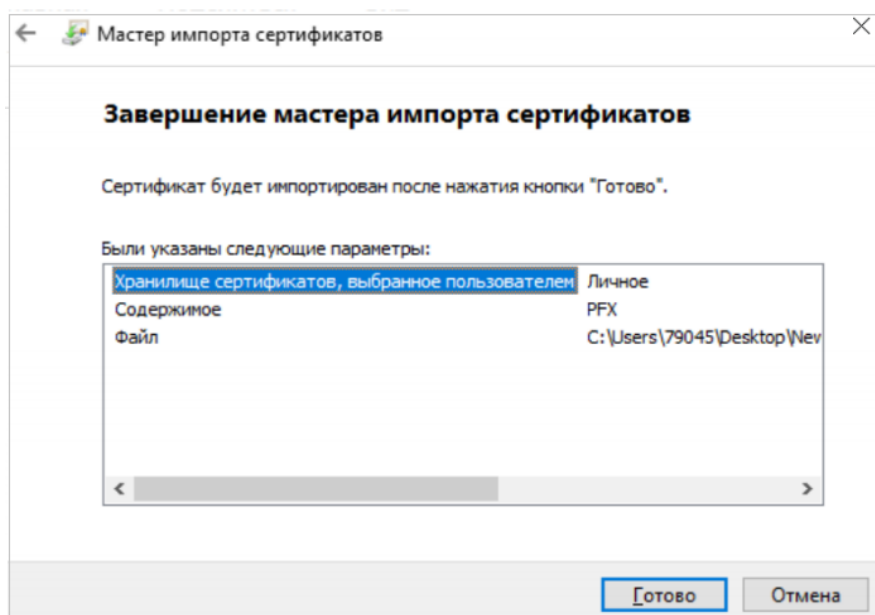 Мастер импорта сертификатов
Завершение мастера импорта сертификатов
Сертификат будет импортирован после нажатия кнопки "Готово".
Были указаны следующие параметры:
Хранилище сертификатов, выбранное пользователем Личное
Содержимое PFX
Файл C:\Users\79045\Desktop\New
Готово Отмена